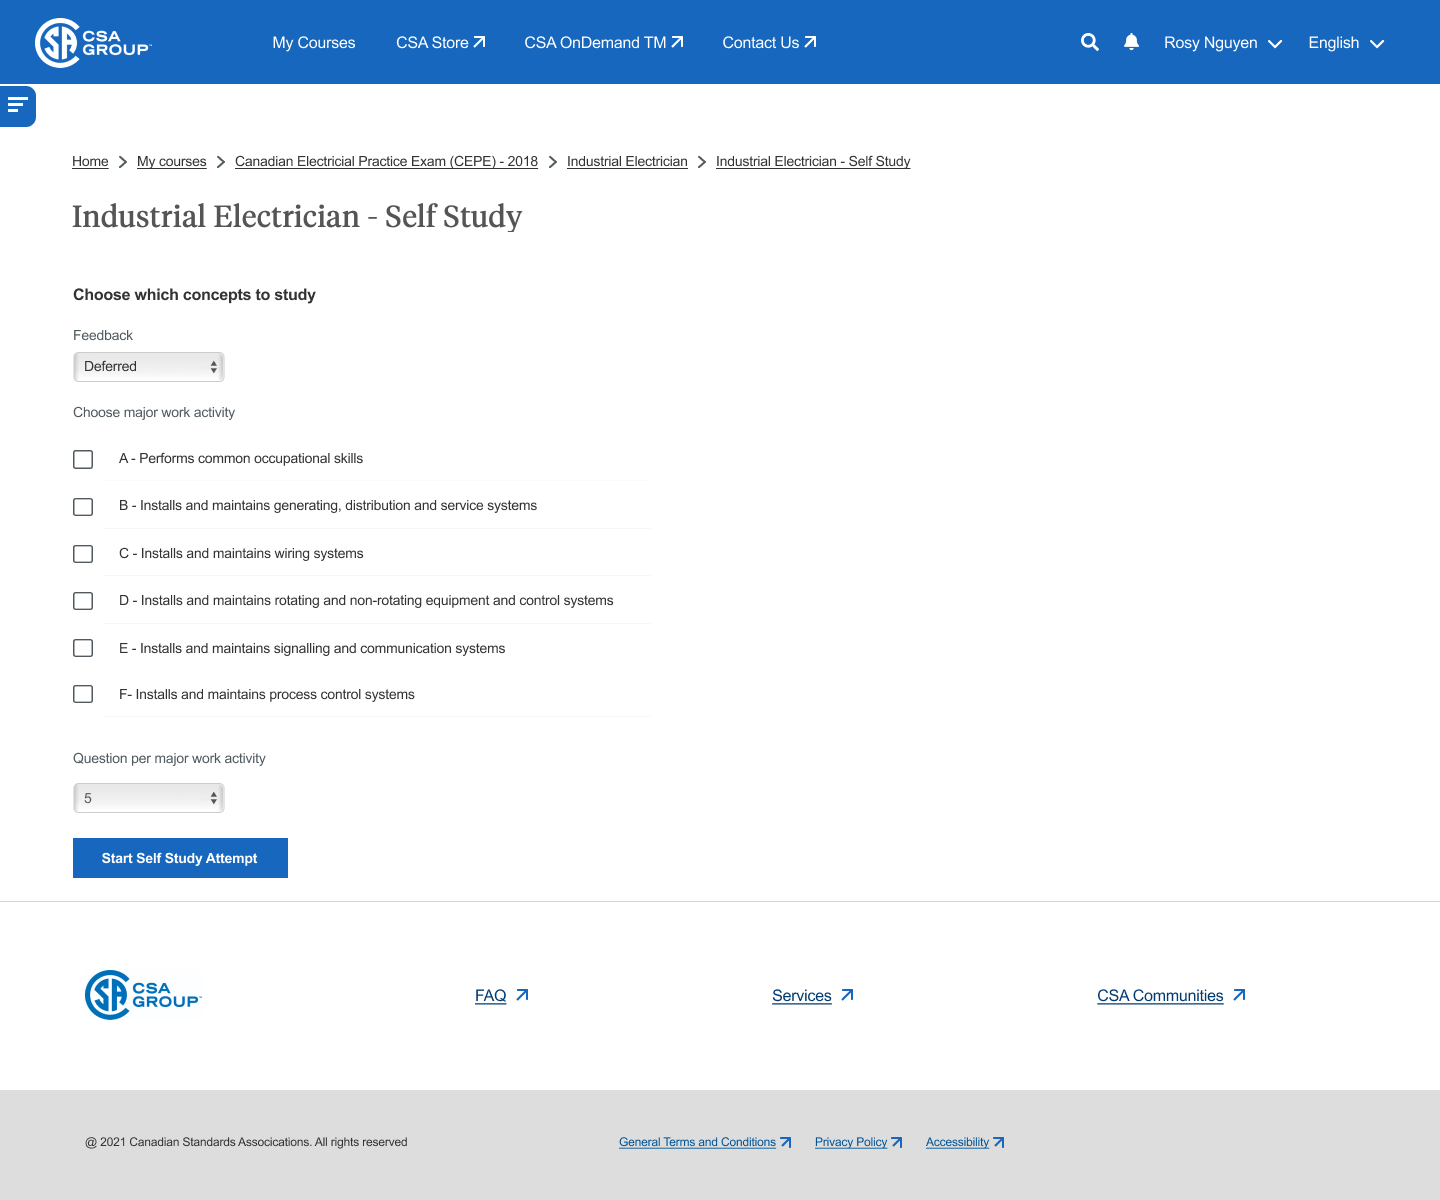 CSA GROUP™
My Courses CSA Store CSA OnDemand TM Contact Us Rosy Nguyen English
Home My courses Canadian Electricial Practice Exam (CEPE) - 2018 Industrial Electrician Industrial Electrician - Self Study
Industrial Electrician - Self Study
Choose which concepts to study
Feedback
Deferred
Choose major work activity
A - Performs common occupational skills
B - Installs and maintains generating, distribution and service systems
C - Installs and maintains wiring systems
D - Installs and maintains rotating and non-rotating equipment and control systems
E - Installs and maintains signalling and communication systems
F- Installs and maintains process control systems
Question per major work activity
5
Start Self Study Attempt
CSA GROUP™
FAQ Services CSA Communities
@ 2021 Canadian Standards Assocications. All rights reserved General Terms and Conditions Privacy Policy Accessibility